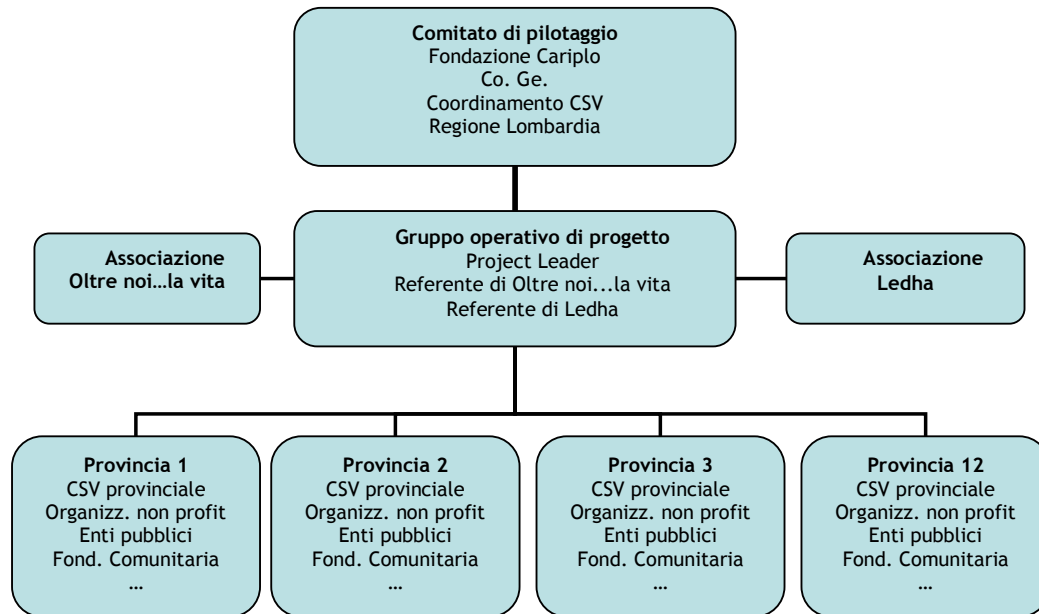 Comitato di pilotaggio
Fondazione Cariplo
Co. Ge.
Coordinamento CSV
Regione Lombardia
Associazione
Oltre noi...la vita
Gruppo operativo di progetto
Project Leader
Referente di Oltre noi...la vita
Referente di Ledha
Associazione
Ledha
Provincia 1
CSV provinciale
Organizz. non profit
Enti pubblici
Fond. Comunitaria
...
Provincia 2
CSV provinciale
Organizz. non profit
Enti pubblici
Fond. Comunitaria
...
Provincia 3
CSV provinciale
Organizz. non profit
Enti pubblici
Fond. Comunitaria
...
Provincia 12
CSV provinciale
Organizz. non profit
Enti pubblici
Fond. Comunitaria
...